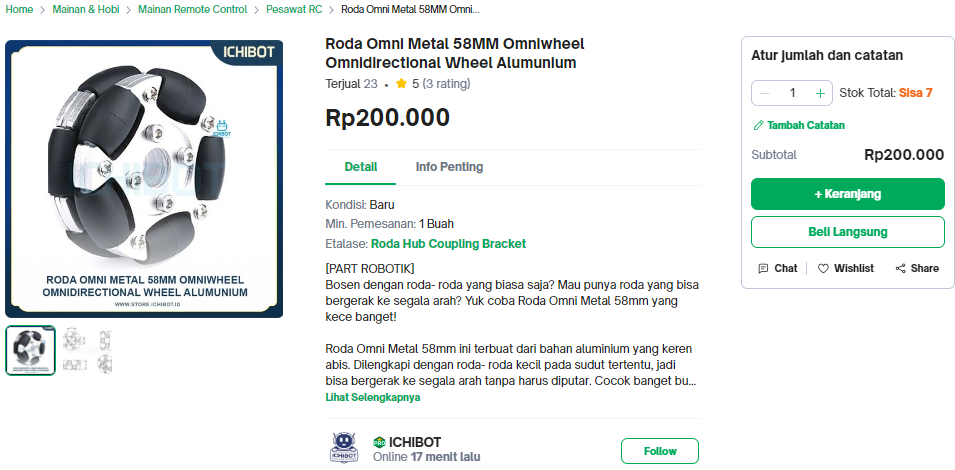 Home > Mainan & Hobi > Mainan Remote Control > Pesawat RC > Roda Omni Metal 58MM Omni...
ICHIBOT
ICHIBOT
ICHIBOT
RODA OMNI METAL 58MM OMNIWHEEL
OMNIDIRECTIONAL WHEEL ALUMUNIUM
WWW.STORE.ICHIBOT.ID
Roda Omni Metal 58MM Omniwheel
Omnidirectional Wheel Alumunium
Terjual 23 • 5 (3 rating)
Rp200.000
Detail Info Penting
Kondisi: Baru
Min. Pemesanan: 1 Buah
Etalase: Roda Hub Coupling Bracket
[PART ROBOTIK]
Bosen dengan roda- roda yang biasa saja? Mau punya roda yang bisa
bergerak ke segala arah? Yuk coba Roda Omni Metal 58mm yang
kece banget!
Roda Omni Metal 58mm ini terbuat dari bahan aluminium yang keren
abis. Dilengkapi dengan roda- roda kecil pada sudut tertentu, jadi
bisa bergerak ke segala arah tanpa harus diputar. Cocok banget bu...
Lihat Selengkapnya
ICHIBOT
PRO ICHIBOT
Online 17 menit lalu
Follow
Atur jumlah dan catatan
− 1 + Stok Total: Sisa 7
Tambah Catatan
Subtotal Rp200.000
+ Keranjang
Beli Langsung
Chat Wishlist Share